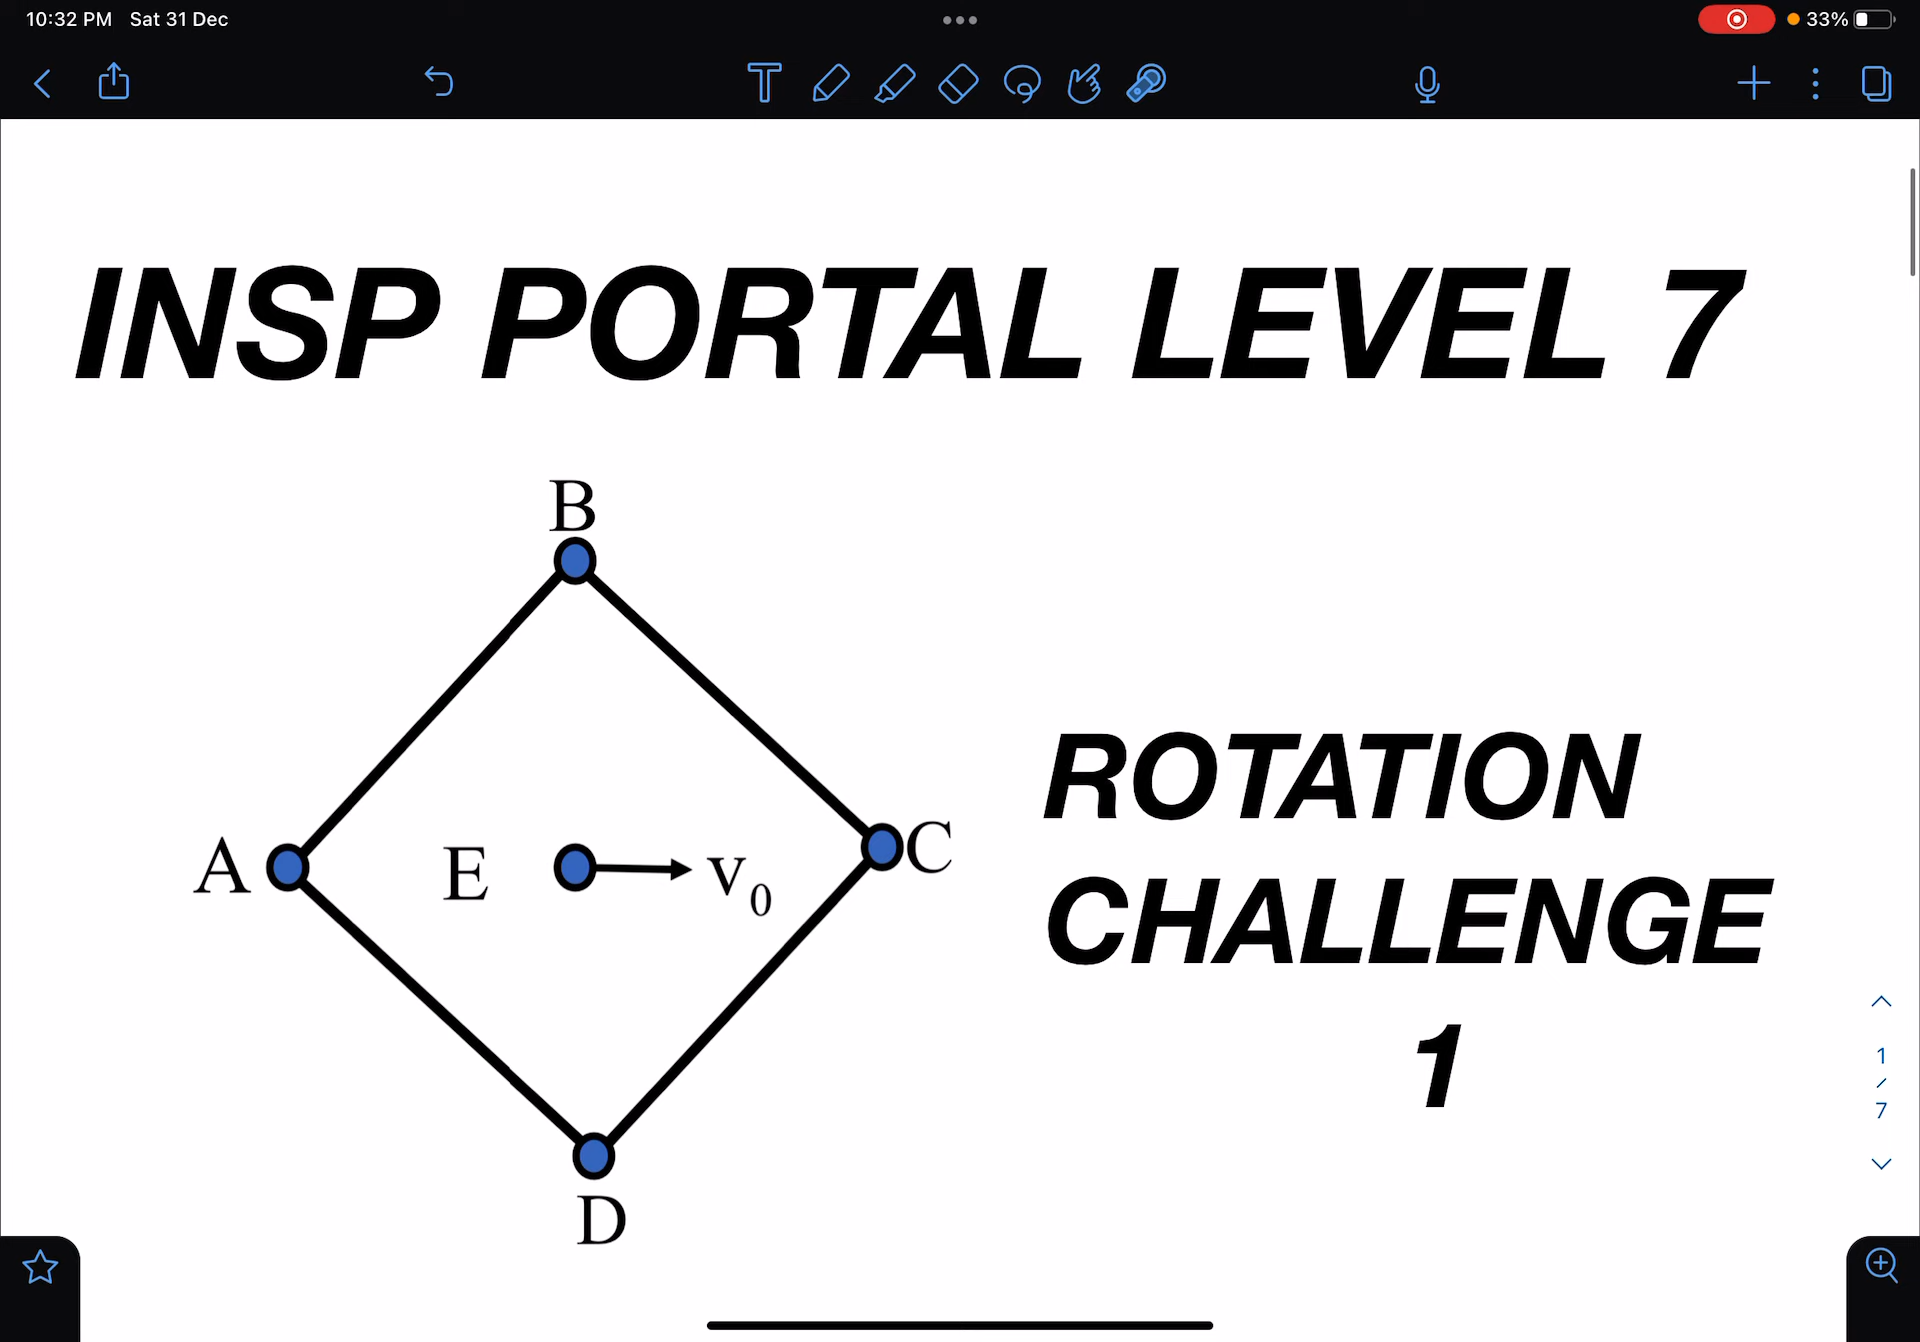 10:32 PM Sat 31 Dec
33%
INSP PORTAL LEVEL 7
B
A
E
v0
C
D
ROTATION
CHALLENGE
1
1
/
7